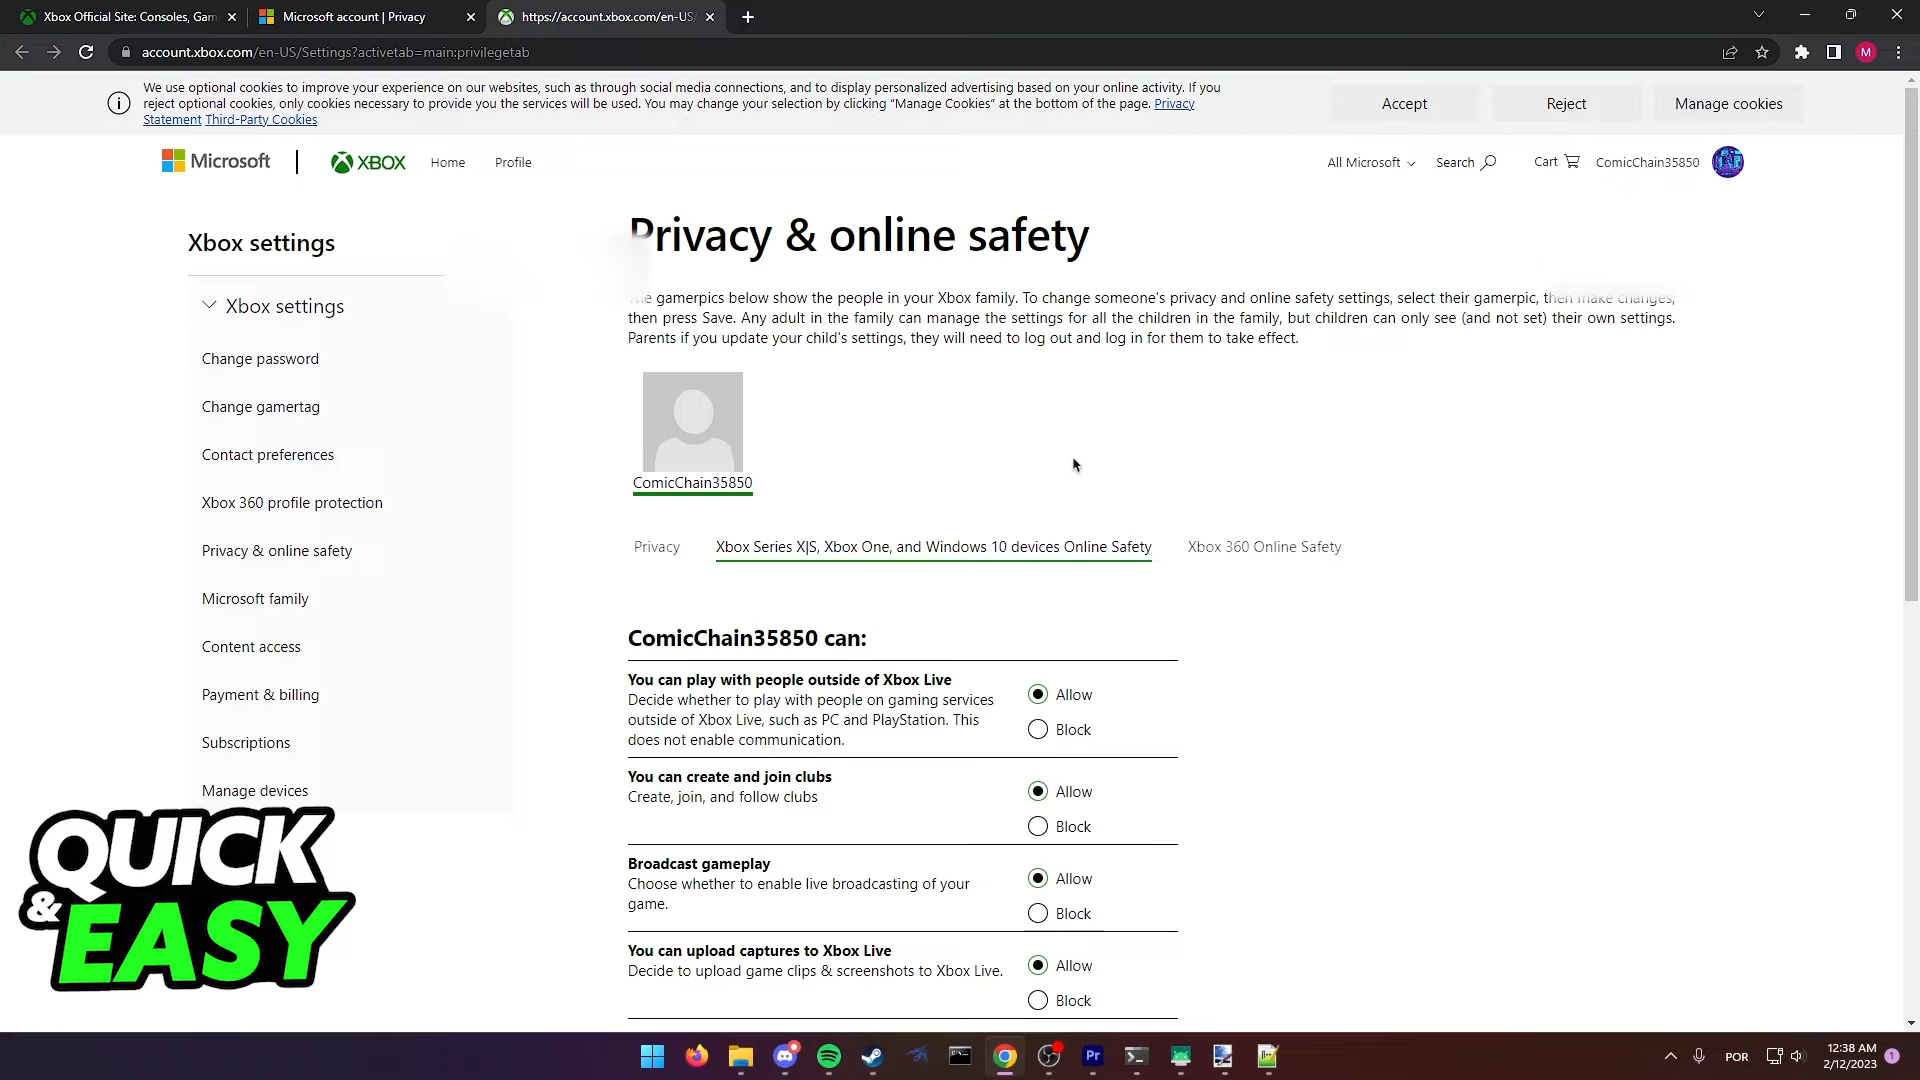 Xbox Official Site: Consoles, Gam
Microsoft account | Privacy
https://account.xbox.com/en-US/
account.xbox.com/en-US/Settings?activetab=main:privilegetab
M
We use optional cookies to improve your experience on our websites, such as through social media connections, and to display personalized advertising based on your online activity. If you
reject optional cookies, only cookies necessary to provide you the services will be used. You may change your selection by clicking “Manage Cookies” at the bottom of the page. Privacy
Statement Third-Party Cookies
Accept
Reject
Manage cookies
Microsoft
XBOX
Home
Profile
All Microsoft
Search
Cart
ComicChain35850
Xbox settings
Xbox settings
Change password
Change gamertag
Contact preferences
Xbox 360 profile protection
Privacy & online safety
Microsoft family
Content access
Payment & billing
Subscriptions
Manage devices
Privacy & online safety
The gamerpics below show the people in your Xbox family. To change someone's privacy and online safety settings, select their gamerpic, then make changes,
then press Save. Any adult in the family can manage the settings for all the children in the family, but children can only see (and not set) their own settings.
Parents if you update your child's settings, they will need to log out and log in for them to take effect.
ComicChain35850
Privacy
Xbox Series X|S, Xbox One, and Windows 10 devices Online Safety
Xbox 360 Online Safety
ComicChain35850 can:
You can play with people outside of Xbox Live
Decide whether to play with people on gaming services
outside of Xbox Live, such as PC and PlayStation. This
does not enable communication.
Allow
Block
You can create and join clubs
Create, join, and follow clubs
Allow
Block
Broadcast gameplay
Choose whether to enable live broadcasting of your
game.
Allow
Block
You can upload captures to Xbox Live
Decide to upload game clips & screenshots to Xbox Live.
Allow
Block
QUICK
& EASY
Pr
POR
12:38 AM
2/12/2023
1